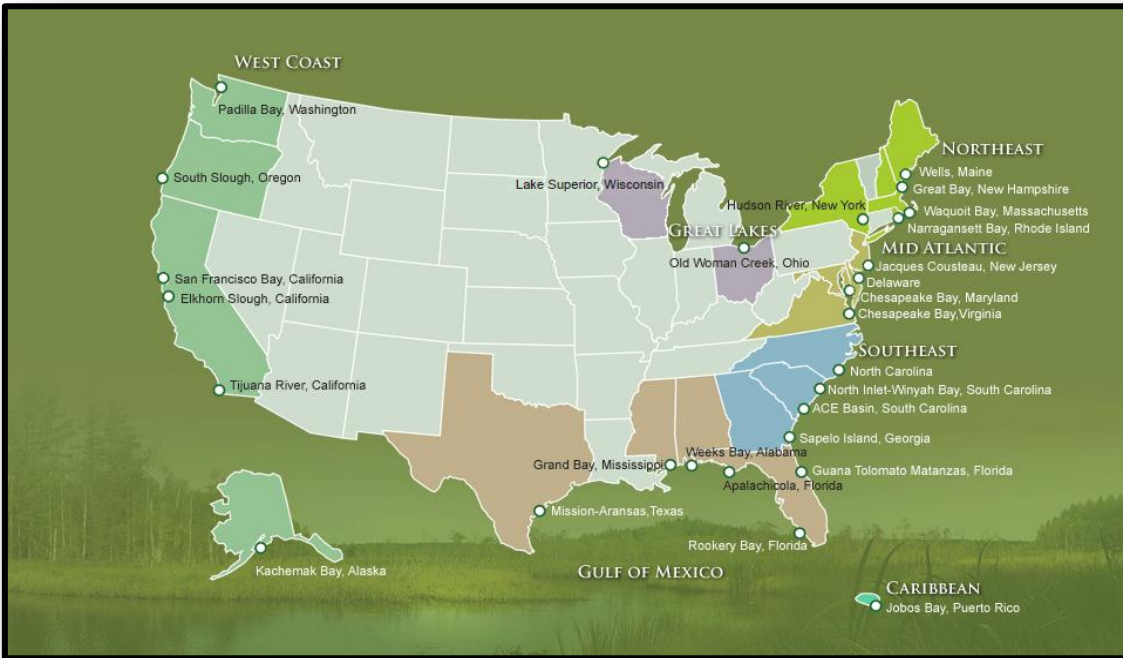 WEST COAST
Padilla Bay, Washington
South Slough, Oregon
San Francisco Bay, California
Elkhorn Slough, California
Tijuana River, California
Kachemak Bay, Alaska
Lake Superior, Wisconsin
GREAT LAKES
Old Woman Creek, Ohio
NORTHEAST
Wells, Maine
Great Bay, New Hampshire
Hudson River, New York
Waquoit Bay, Massachusetts
Narragansett Bay, Rhode Island
MID ATLANTIC
Jacques Cousteau, New Jersey
Delaware
Chesapeake Bay, Maryland
Chesapeake Bay,Virginia
SOUTHEAST
North Carolina
North Inlet-Winyah Bay, South Carolina
ACE Basin, South Carolina
Sapelo Island, Georgia
Guana Tolomato Matanzas, Florida
Weeks Bay, Alabama
Grand Bay, Mississippi
Apalachicola, Florida
Mission-Aransas,Texas
Rookery Bay, Florida
GULF OF MEXICO
CARIBBEAN
Jobos Bay, Puerto Rico